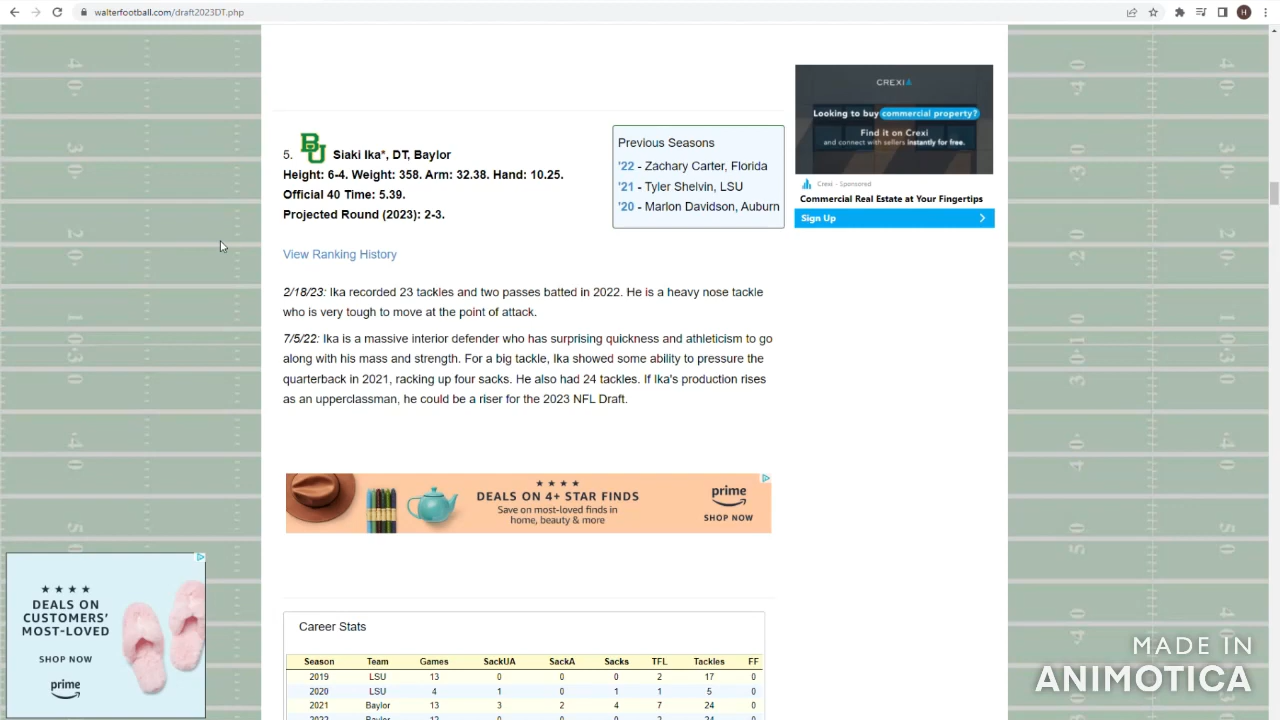 walterfootball.com/draft2023DT.php
H
CREXI
Looking to buy commercial property?
Find it on Crexi
and connect with sellers instantly for free.
Crexi - Sponsored
Commercial Real Estate at Your Fingertips
Sign Up
5. BU Siaki Ika*, DT, Baylor
Height: 6-4. Weight: 358. Arm: 32.38. Hand: 10.25.
Official 40 Time: 5.39.
Projected Round (2023): 2-3.
Previous Seasons
'22 - Zachary Carter, Florida
'21 - Tyler Shelvin, LSU
'20 - Marlon Davidson, Auburn
View Ranking History
2/18/23: Ika recorded 23 tackles and two passes batted in 2022. He is a heavy nose tackle
who is very tough to move at the point of attack.
7/5/22: Ika is a massive interior defender who has surprising quickness and athleticism to go
along with his mass and strength. For a big tackle, Ika showed some ability to pressure the
quarterback in 2021, racking up four sacks. He also had 24 tackles. If Ika's production rises
as an upperclassman, he could be a riser for the 2023 NFL Draft.
DEALS ON 4+ STAR FINDS
Save on most-loved finds in
home, beauty & more
prime
SHOP NOW
DEALS ON
CUSTOMERS'
MOST-LOVED
SHOP NOW
prime
Career Stats
Season Team Games SackUA SackA Sacks TFL Tackles FF
2019 LSU 13 0 0 0 2 17 0
2020 LSU 4 1 0 1 1 5 0
2021 Baylor 13 3 2 4 7 24 0
2022 Baylor 12 0 0 0 2 24 0
MADE IN
ANIMOTICA